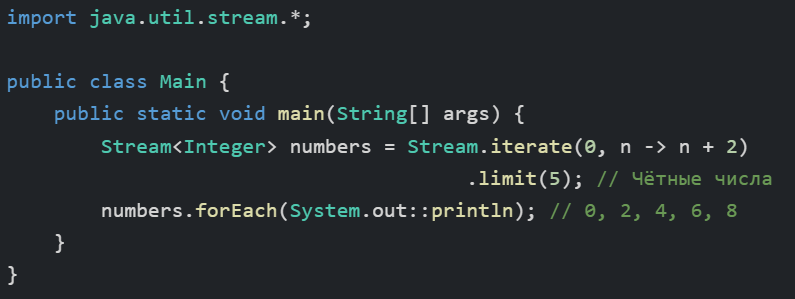 import java.util.stream.*;

public class Main {
    public static void main(String[] args) {
        Stream<Integer> numbers = Stream.iterate(0, n -> n + 2)
                                       .limit(5); // Чётные числа
        numbers.forEach(System.out::println); // 0, 2, 4, 6, 8
    }
}